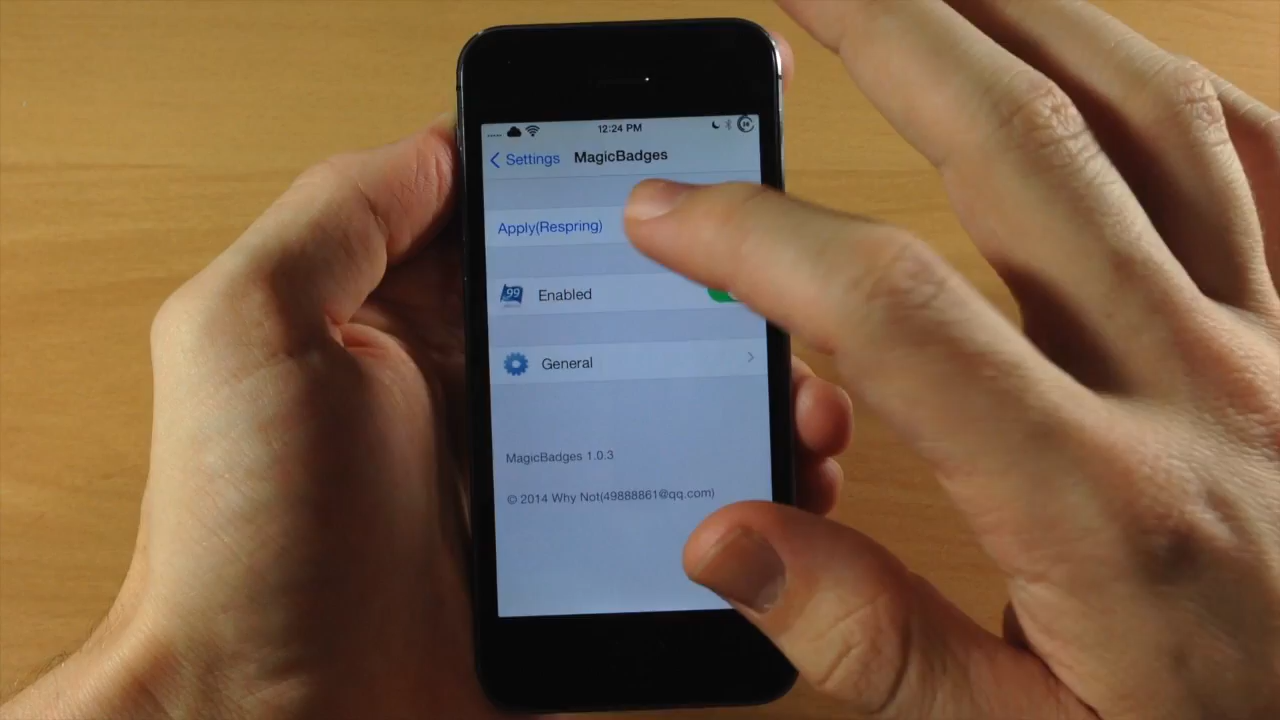 12:24 PM
Settings
MagicBadges
Apply(Respring)
99
Enabled
General
MagicBadges 1.0.3
© 2014 Why Not(49888861@qq.com)